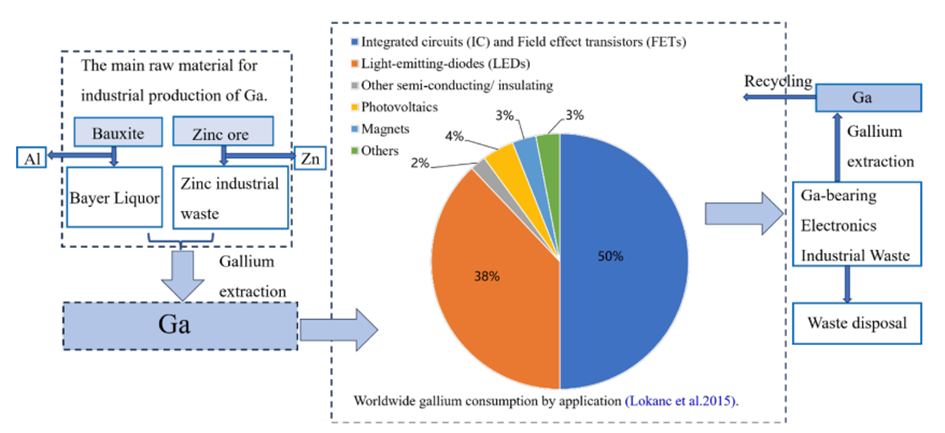 The main raw material for
industrial production of Ga.
Bauxite
Zinc ore
Al
Zn
Bayer Liquor
Zinc industrial
waste
Gallium
extraction
Ga
Integrated circuits (IC) and Field effect transistors (FETs)
Light-emitting-diodes (LEDs)
Other semi-conducting/ insulating
Photovoltaics
Magnets
Others
3%
3%
4%
2%
50%
38%
Worldwide gallium consumption by application (Lokanc et al.2015).
Recycling
Ga
Gallium
extraction
Ga-bearing
Electronics
Industrial Waste
Waste disposal